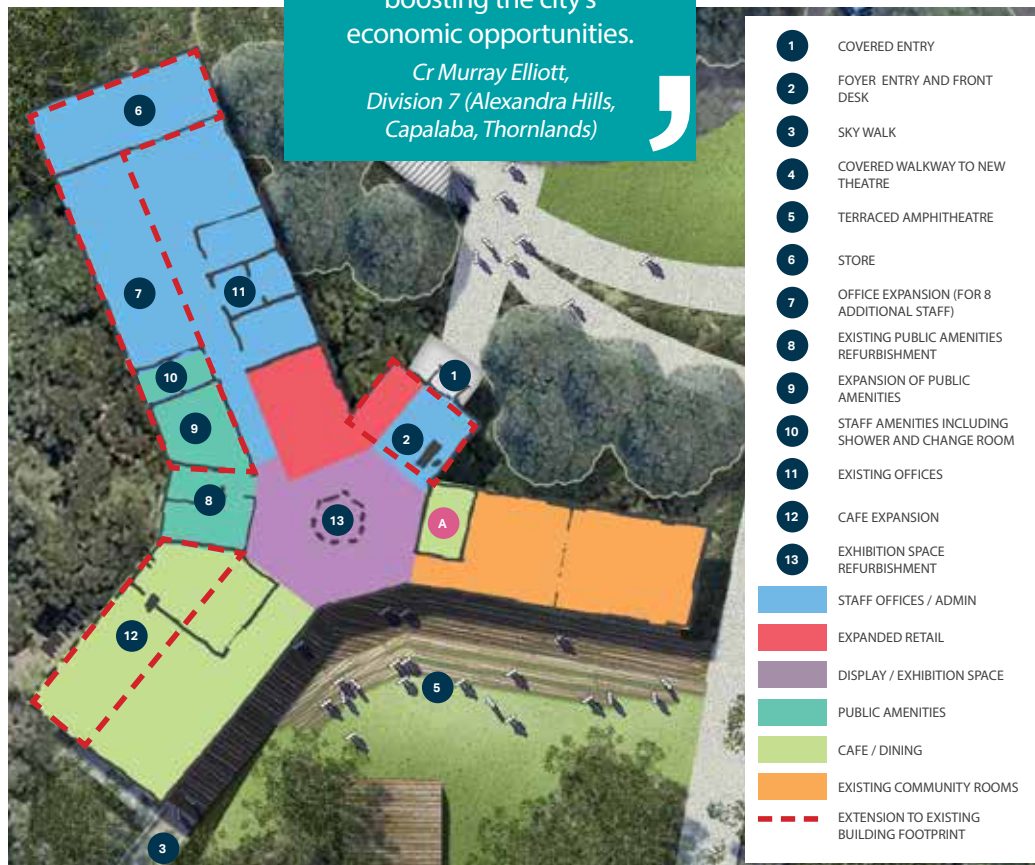 boosting the city's
economic opportunities.
Cr Murray Elliott,
Division 7 (Alexandra Hills,
Capalaba, Thornlands)
’
6
7
11
10
9
8
1
2
13
A
12
5
3
1 COVERED ENTRY
2 FOYER ENTRY AND FRONT
DESK
3 SKY WALK
4 COVERED WALKWAY TO NEW
THEATRE
5 TERRACED AMPHITHEATRE
6 STORE
7 OFFICE EXPANSION (FOR 8
ADDITIONAL STAFF)
8 EXISTING PUBLIC AMENITIES
REFURBISHMENT
9 EXPANSION OF PUBLIC
AMENITIES
10 STAFF AMENITIES INCLUDING
SHOWER AND CHANGE ROOM
11 EXISTING OFFICES
12 CAFE EXPANSION
13 EXHIBITION SPACE
REFURBISHMENT
STAFF OFFICES / ADMIN
EXPANDED RETAIL
DISPLAY / EXHIBITION SPACE
PUBLIC AMENITIES
CAFE / DINING
EXISTING COMMUNITY ROOMS
EXTENSION TO EXISTING
BUILDING FOOTPRINT